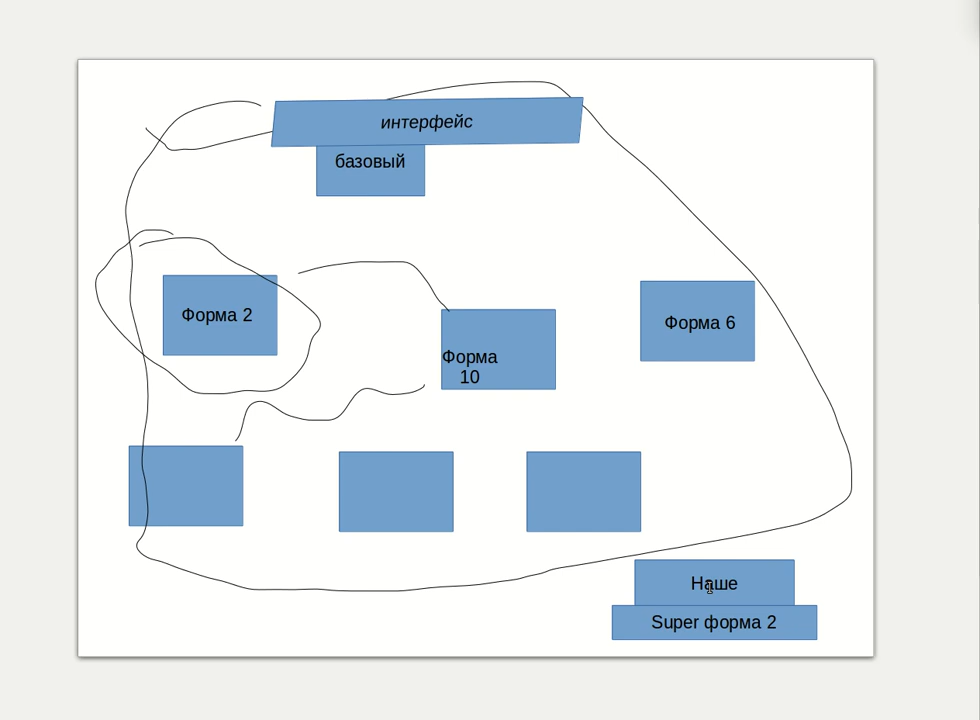 интерфейс
базовый
Форма 2
Форма
10
Форма 6
Наше
Super форма 2